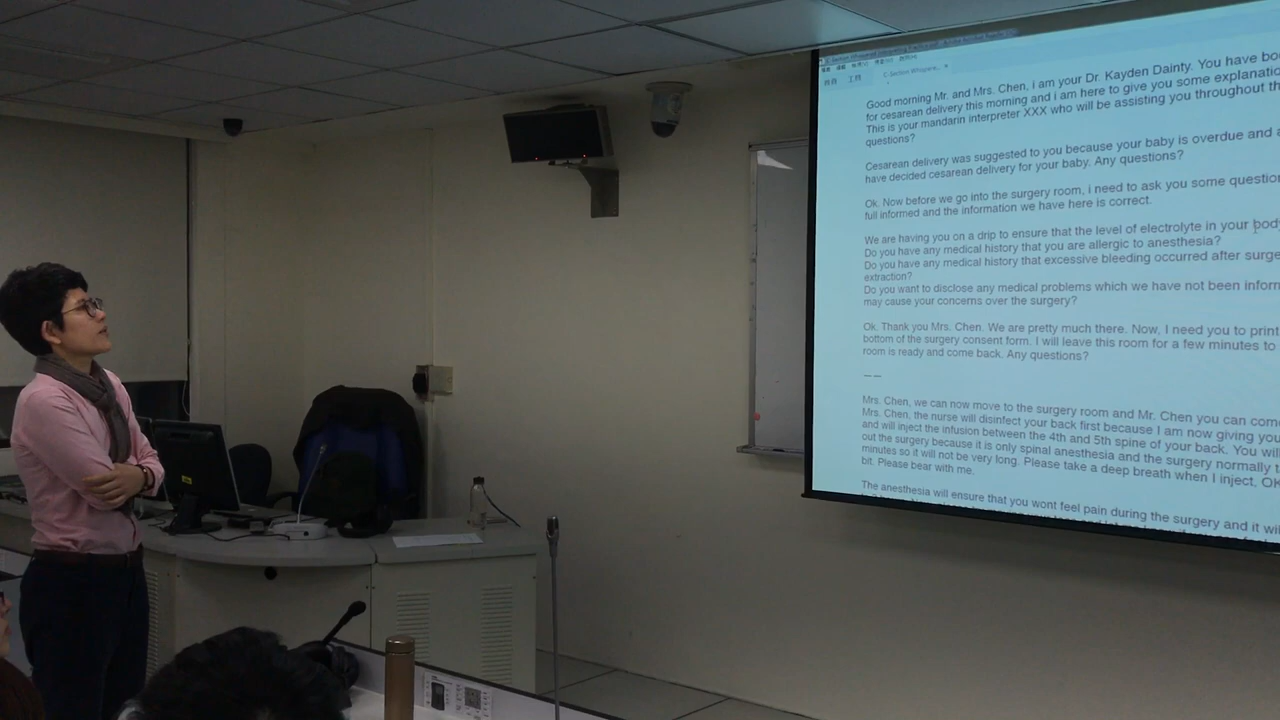 C-Section Whispere...
Good morning Mr. and Mrs. Chen, i am your Dr. Kayden Dainty. You have
for cesarean delivery this morning and i am here to give you some
This is your mandarin interpreter XXX who will be assisting you throughout
questions?
Cesarean delivery was suggested to you because your baby is overdue and
have decided cesarean delivery for your baby. Any questions?
Ok. Now before we go into the surgery room, i need to ask you some
full informed and the information we have here is correct.
We are having you on a drip to ensure that the level of electrolyte in your body
Do you have any medical history that you are allergic to anesthesia?
Do you have any medical history that excessive bleeding occurred after
extraction?
Do you want to disclose any medical problems which we have not been
may cause your concerns over the surgery?
Ok. Thank you Mrs. Chen. We are pretty much there. Now, I need you to print
bottom of the surgery consent form. I will leave this room for a few minutes to
room is ready and come back. Any questions?
— —
Mrs. Chen, we can now move to the surgery room and Mr. Chen you can
Mrs. Chen, the nurse will disinfect your back first because I am now giving you
and will inject the infusion between the 4th and 5th spine of your back. You will
out the surgery because it is only spinal anesthesia and the surgery normally
minutes so it will not be very long. Please take a deep breath when I inject, OK
bit. Please bear with me.
The anesthesia will ensure that you wont feel pain during the surgery and it will